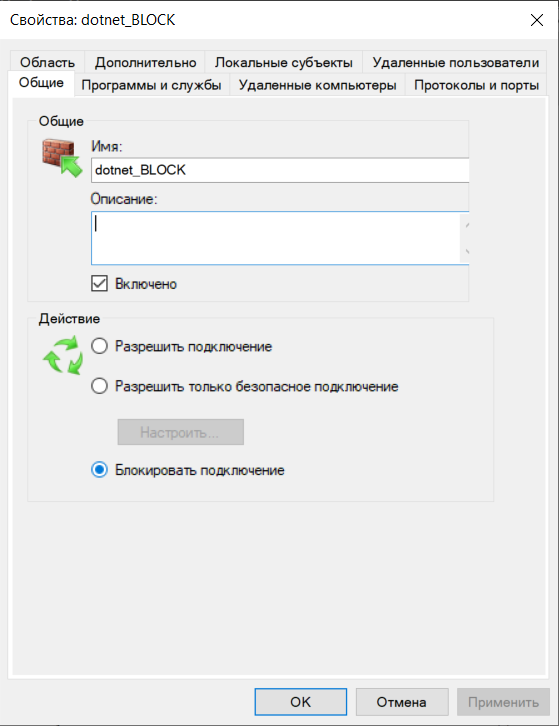 Свойства: dotnet_BLOCK
Область Дополнительно Локальные субъекты Удаленные пользователи
Общие Программы и службы Удаленные компьютеры Протоколы и порты
Общие
Имя:
dotnet_BLOCK
Описание:
Включено
Действие
Разрешить подключение
Разрешить только безопасное подключение
Настроить...
Блокировать подключение
OK Отмена Применить